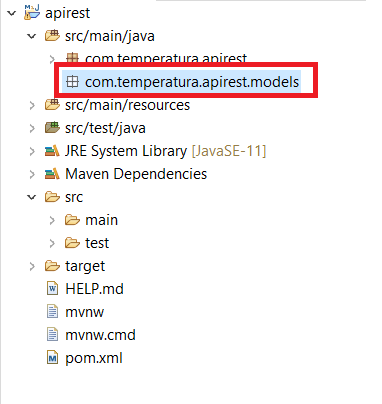 apirest
src/main/java
com.temperatura.apirest
com.temperatura.apirest.models
src/main/resources
src/test/java
JRE System Library [JavaSE-11]
Maven Dependencies
src
main
test
target
HELP.md
mvnw
mvnw.cmd
pom.xml